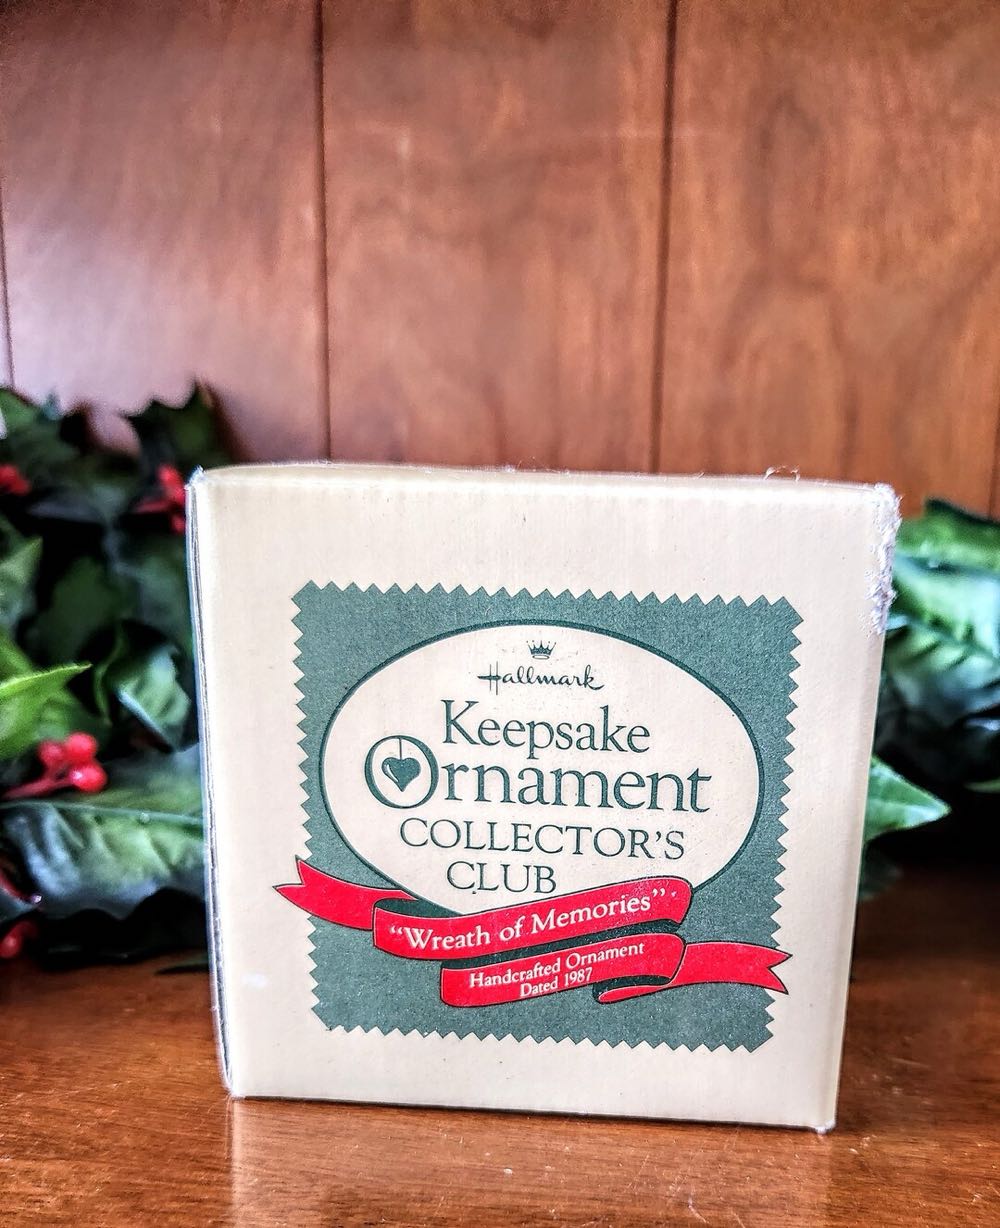 Hallmark
Keepsake
Ornament
COLLECTOR'S
CLUB
"Wreath of Memories"
Handcrafted Ornament
Dated 1987